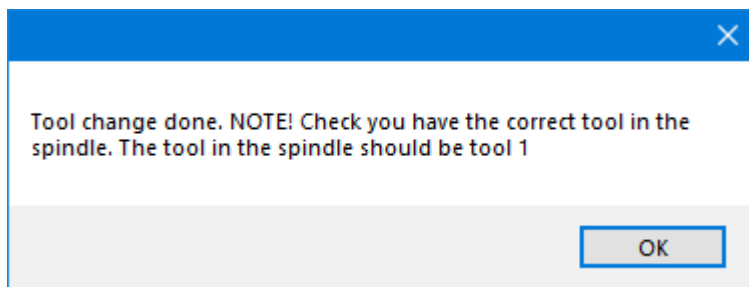 Tool change done. NOTE! Check you have the correct tool in the
spindle. The tool in the spindle should be tool 1
OK